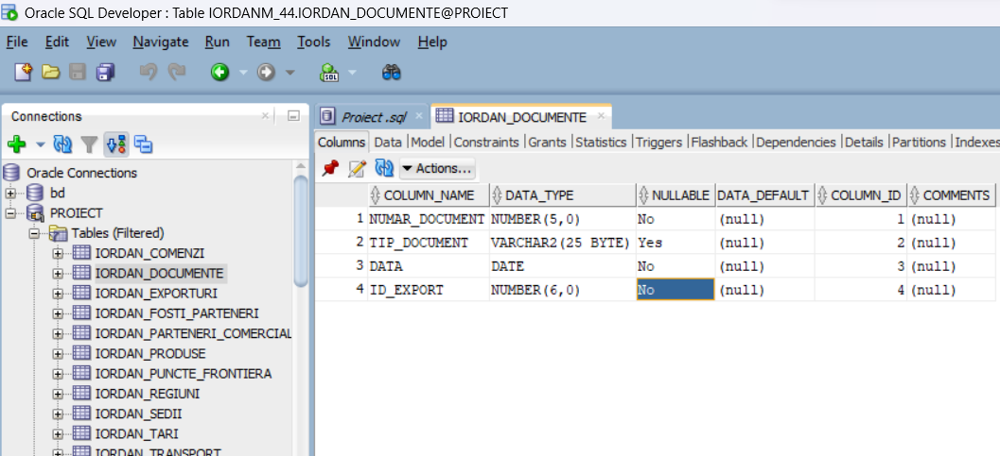 Oracle SQL Developer : Table IORDANM_44.IORDAN_DOCUMENTE@PROIECT
File Edit View Navigate Run Team Tools Window Help
SQL
Connections
Oracle Connections
bd
PROIECT
Tables (Filtered)
IORDAN_COMENZI
IORDAN_DOCUMENTE
IORDAN_EXPORTURI
IORDAN_FOSTI_PARTENERI
IORDAN_PARTENERI_COMERCIAL
IORDAN_PRODUSE
IORDAN_PUNCTE_FRONTIERA
IORDAN_REGIUNI
IORDAN_SEDII
IORDAN_TARI
IORDAN_TRANSPORT
Proiect .sql IORDAN_DOCUMENTE
Columns Data Model Constraints Grants Statistics Triggers Flashback Dependencies Details Partitions Indexes
Actions...
COLUMN_NAME DATA_TYPE NULLABLE DATA_DEFAULT COLUMN_ID COMMENTS
1 NUMAR_DOCUMENT NUMBER(5,0) No (null) 1 (null)
2 TIP_DOCUMENT VARCHAR2(25 BYTE) Yes (null) 2 (null)
3 DATA DATE No (null) 3 (null)
4 ID_EXPORT NUMBER(6,0) No (null) 4 (null)